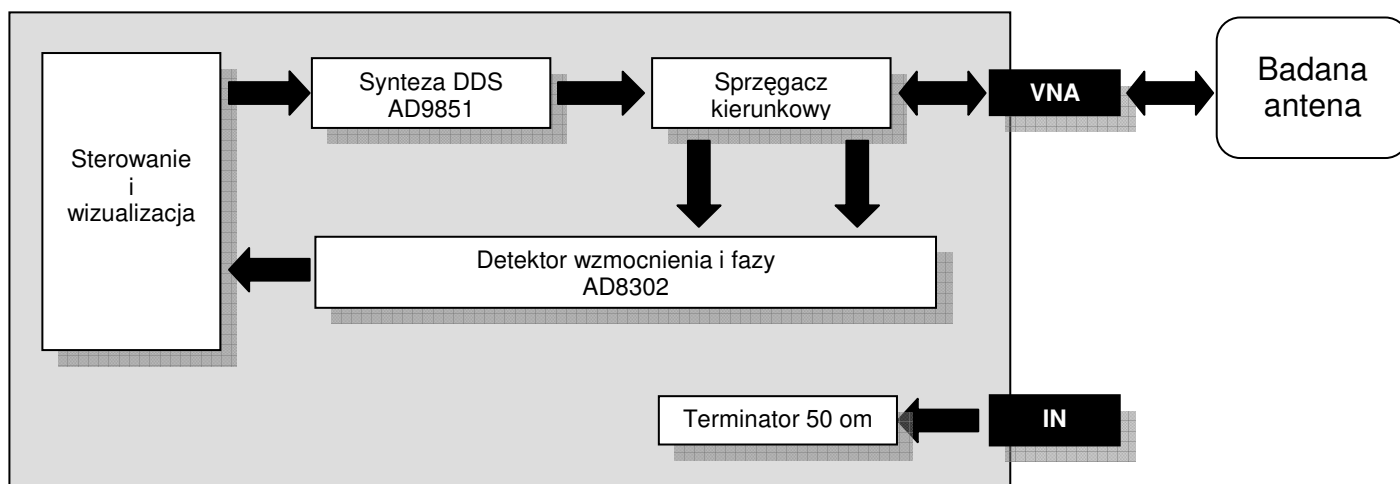 Synteza DDS
AD9851
Sprzęgacz
kierunkowy
VNA
Badana
antena
Sterowanie
i
wizualizacja
Detektor wzmocnienia i fazy
AD8302
Terminator 50 om
IN